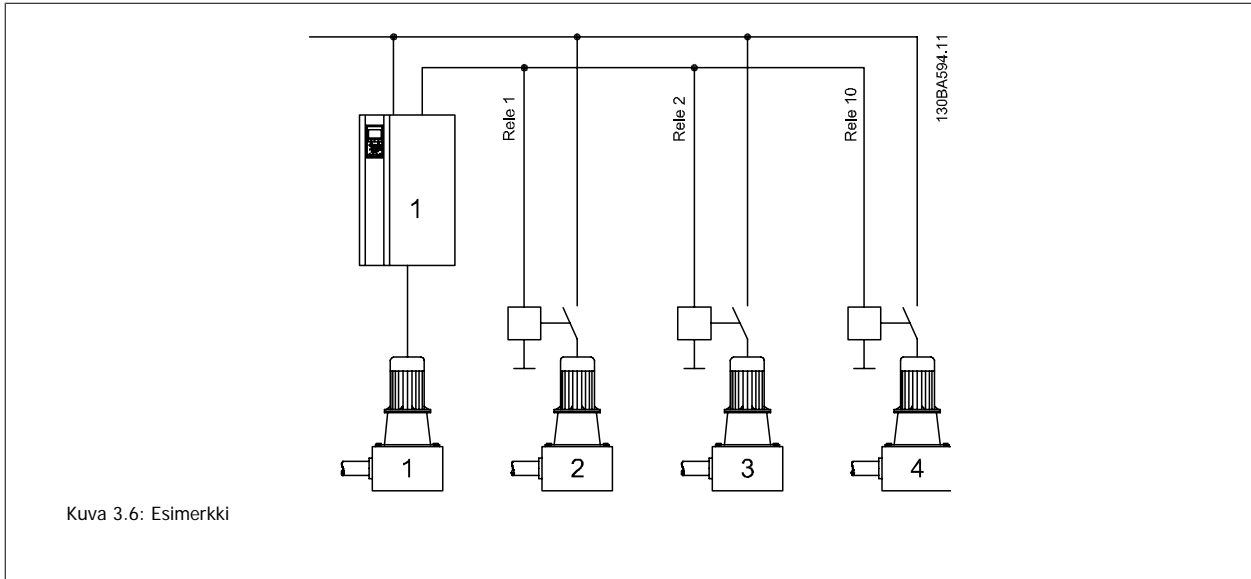 130BA594.11
Rele 1
Rele 2
Rele 10
1
1
2
3
4
Kuva 3.6: Esimerkki